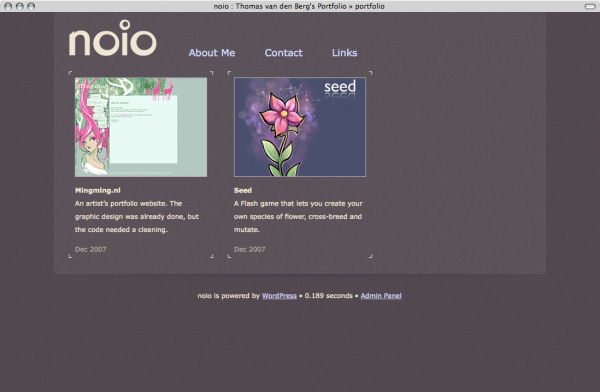 noio : Thomas van den Berg's Portfolio » portfolio
noio
About Me
Contact
Links
seed
Mingming.nl
An artist's portfolio website. The
graphic design was already done, but
the code needed a cleaning.
Dec 2007
Seed
A Flash game that lets you create your
own species of flower, cross-breed and
mutate.
Dec 2007
noio is powered by WordPress • 0.189 seconds • Admin Panel